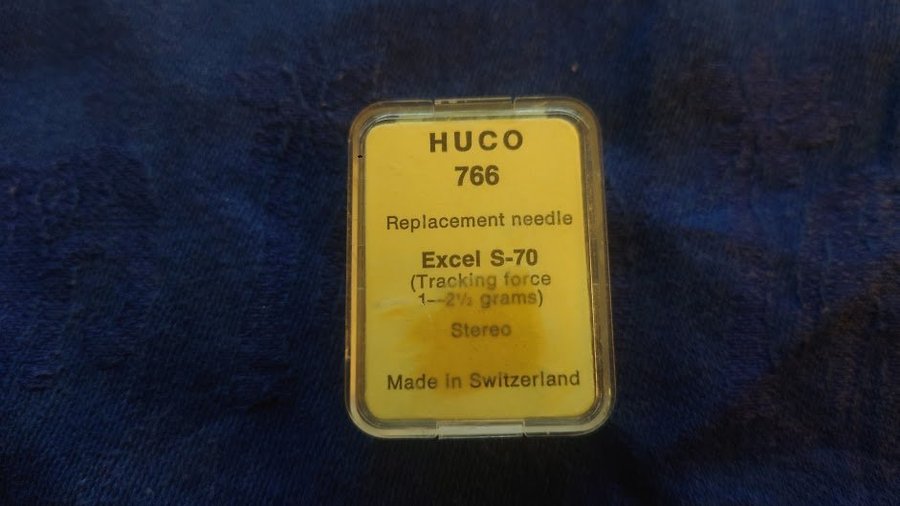 HUCO
766
Replacement needle
Excel S-70
(Tracking force
1—2½ grams)
Stereo
Made in Switzerland